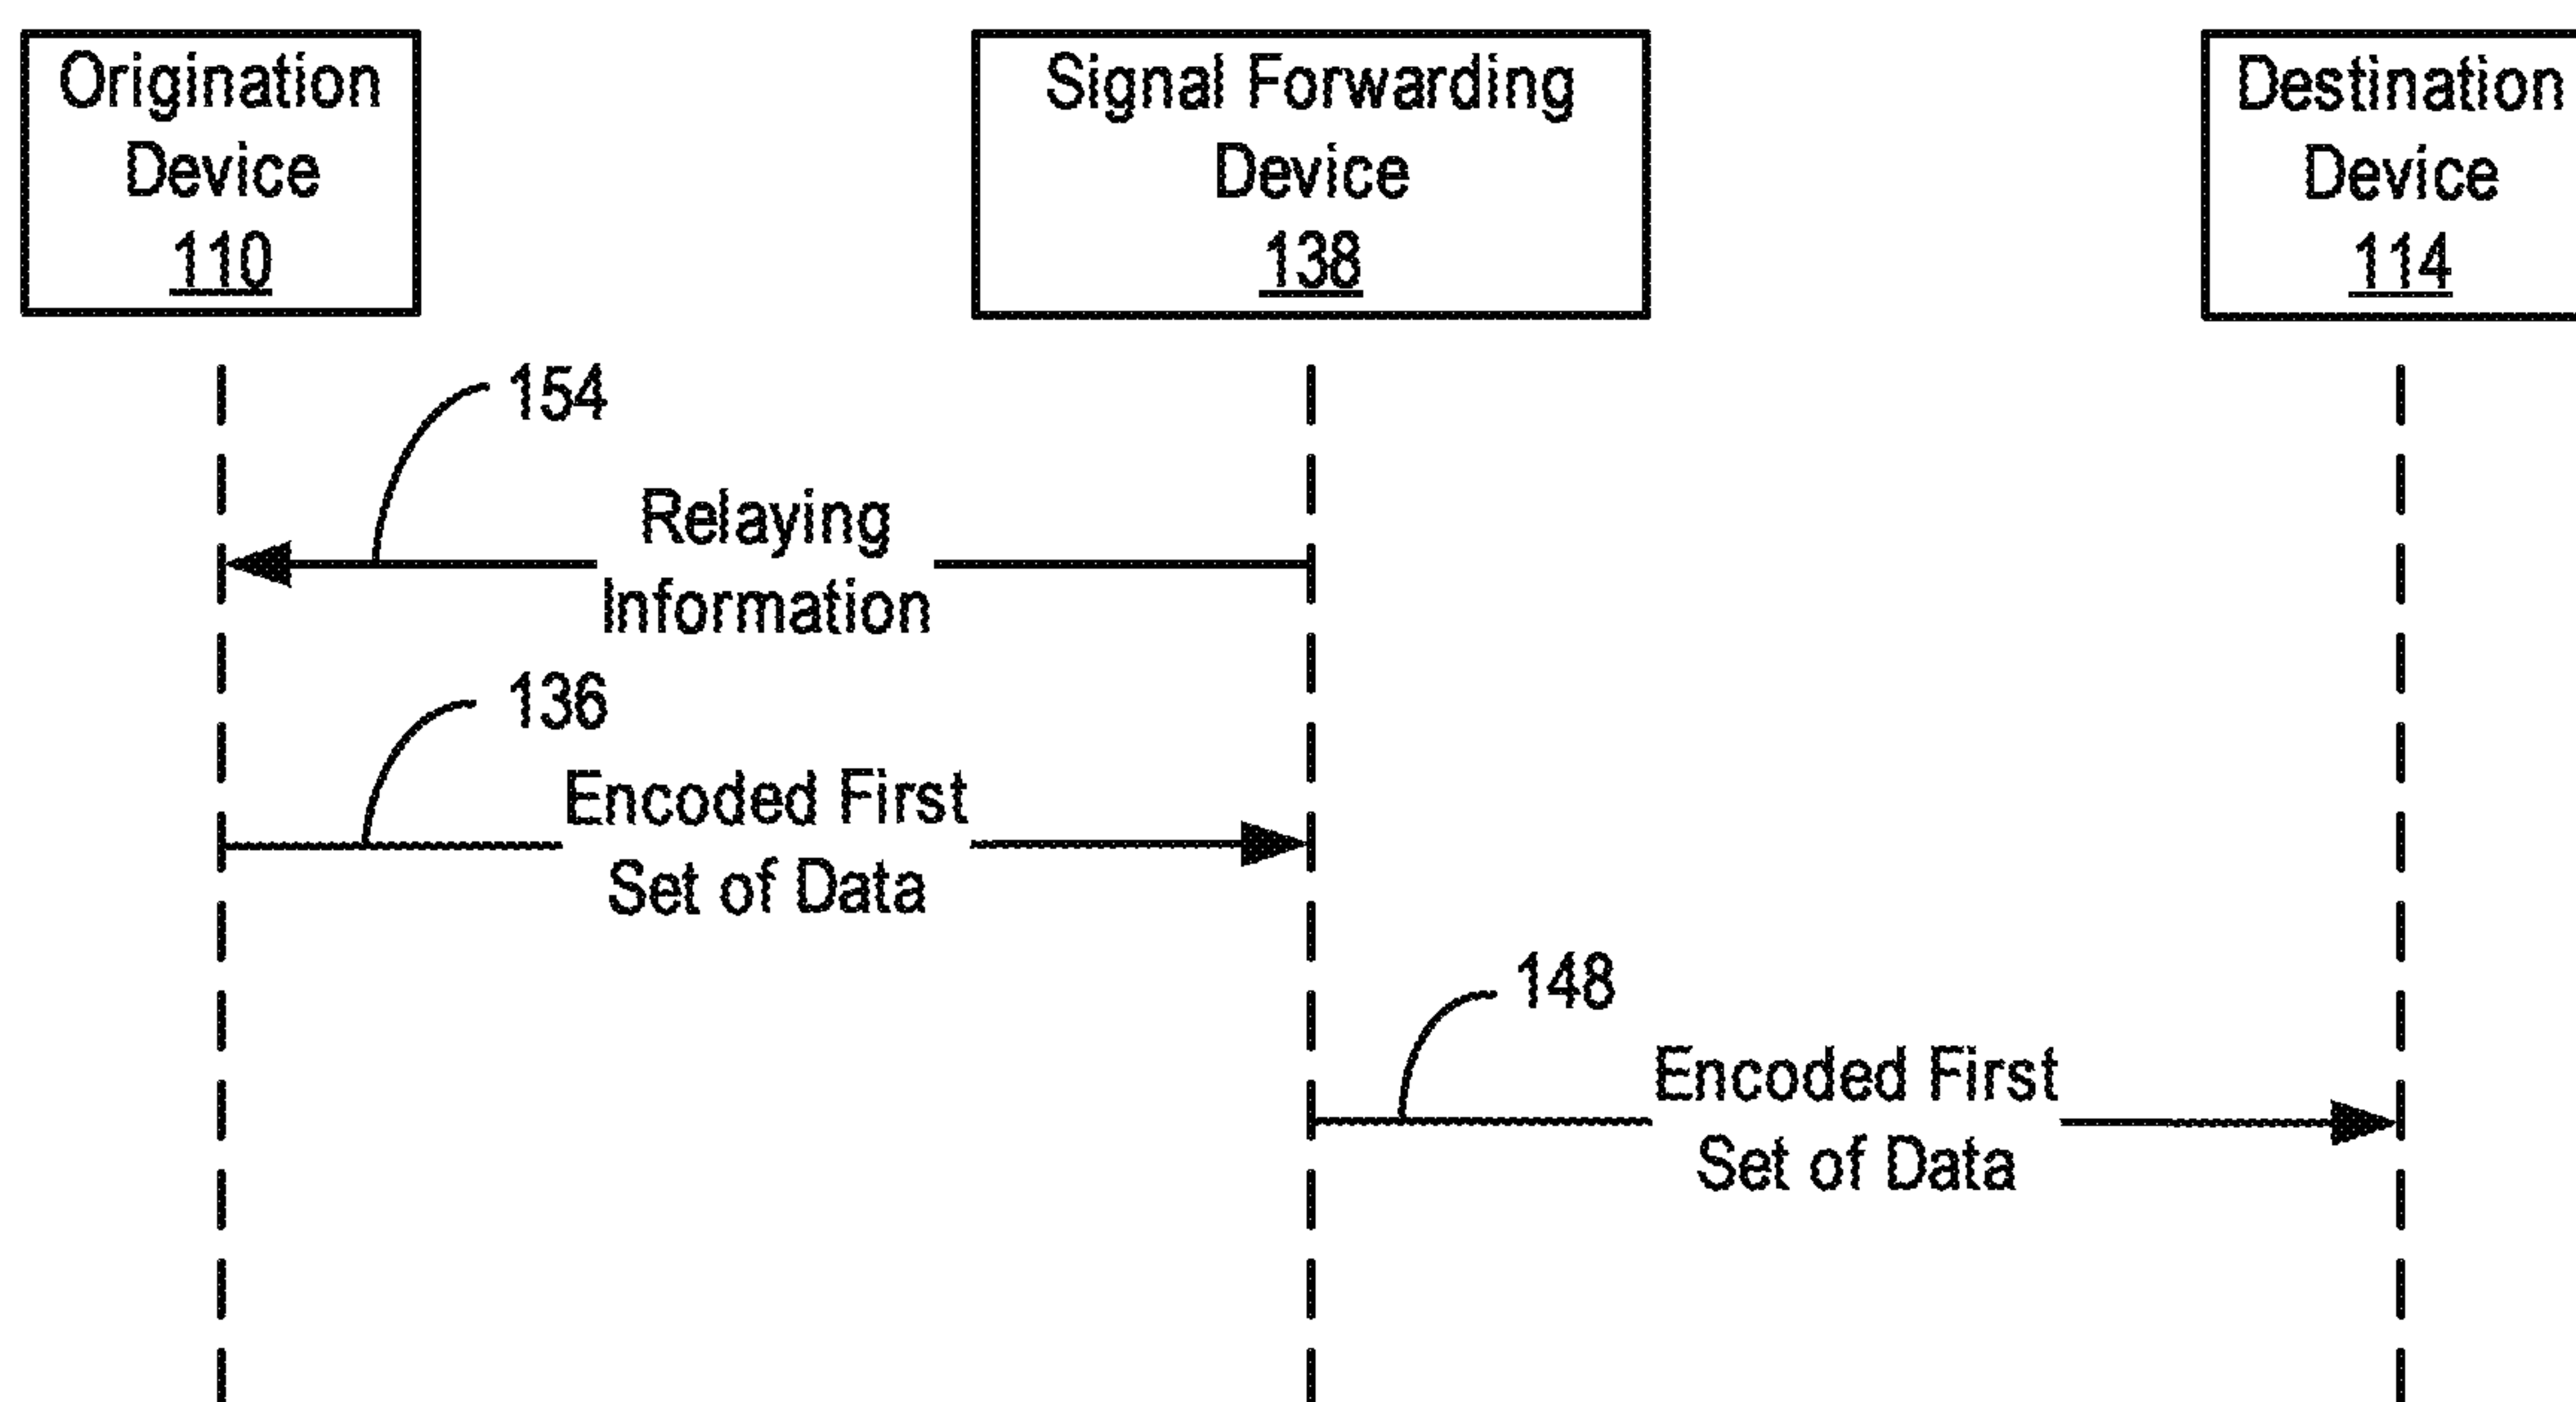 Origination
Device
110
Signal Forwarding
Device
138
Destination
Device
114
154
Relaying
Information
136
Encoded First
Set of Data
148
Encoded First
Set of Data